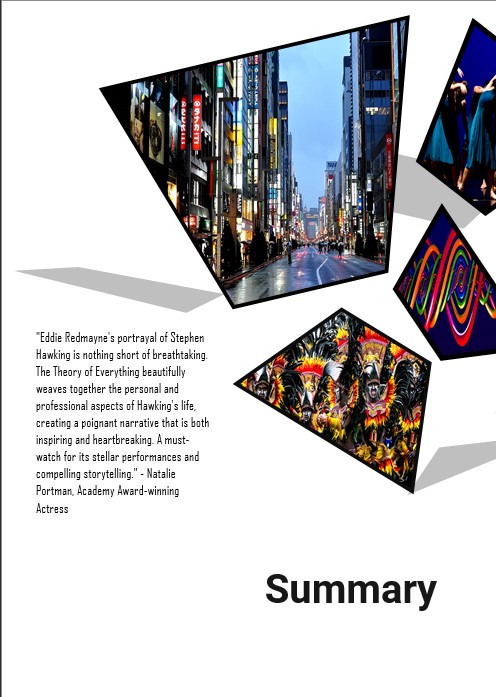 "Eddie Redmayne's portrayal of Stephen
Hawking is nothing short of breathtaking.
The Theory of Everything beautifully
weaves together the personal and
professional aspects of Hawking's life,
creating a poignant narrative that is both
inspiring and heartbreaking. A must-
watch for its stellar performances and
compelling storytelling." - Natalie
Portman, Academy Award-winning
Actress
Summary